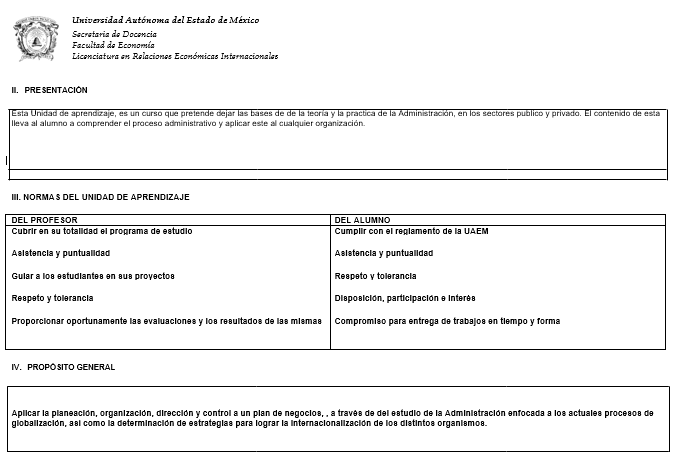 Universidad Autónoma del Estado de México
Secretaria de Docencia
Facultad de Economía
Licenciatura en Relaciones Económicas Internacionales
II. PRESENTACIÓN
Esta Unidad de aprendizaje, es un curso que pretende dejar las bases de de la teoría y la practica de la Administración, en los sectores publico y privado. El contenido de esta
lleva al alumno a comprender el proceso administrativo y aplicar este al cualquier organización.
III. NORMAS DEL UNIDAD DE APRENDIZAJE
DEL PROFESOR
Cubrir en su totalidad el programa de estudio
Asistencia y puntualidad
Guiar a los estudiantes en sus proyectos
Respeto y tolerancia
Proporcionar oportunamente las evaluaciones y los resultados de las mismas
DEL ALUMNO
Cumplir con el reglamento de la UAEM
Asistencia y puntualidad
Respeto y tolerancia
Disposición, participación e interés
Compromiso para entrega de trabajos en tiempo y forma
IV. PROPÓSITO GENERAL
Aplicar la planeación, organización, dirección y control a un plan de negocios, , a través de del estudio de la Administración enfocada a los actuales procesos de
globalización, así como la determinación de estrategias para lograr la internacionalización de los distintos organismos.